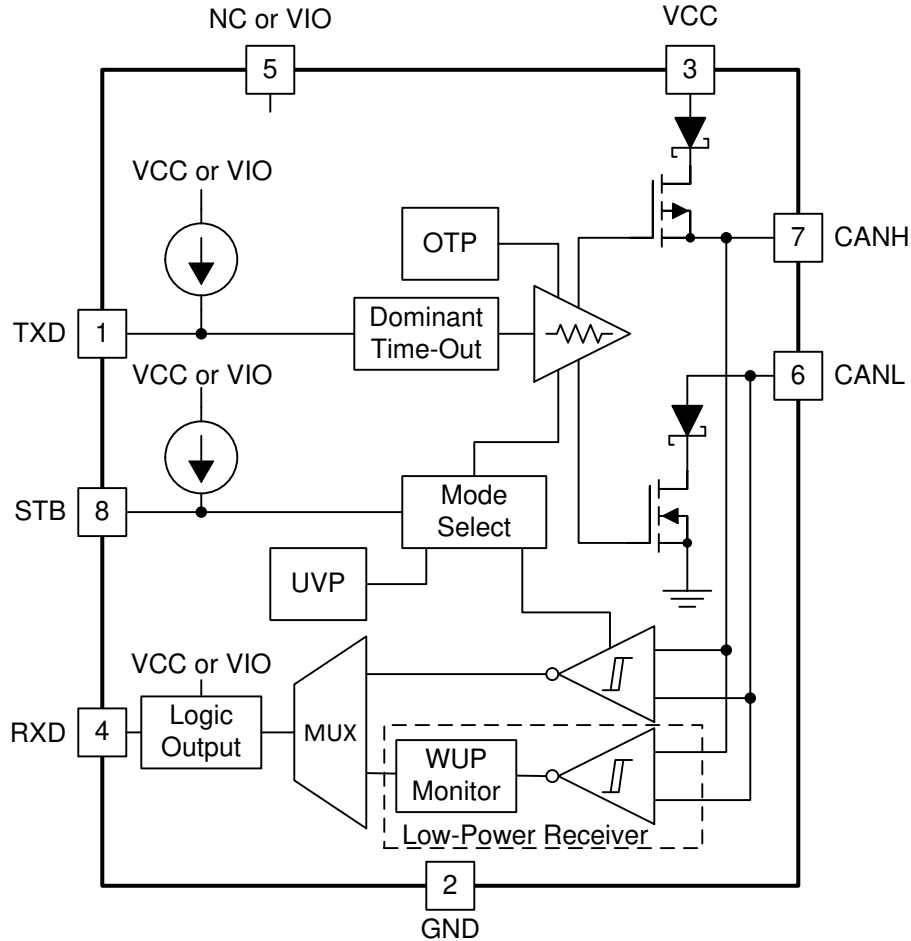 NC or VIO
VCC
5
3
VCC or VIO
OTP
7
CANH
TXD
1
Dominant
Time-Out
6
CANL
VCC or VIO
STB
8
Mode
Select
UVP
VCC or VIO
RXD
4
Logic
Output
MUX
WUP
Monitor
Low-Power Receiver
2
GND